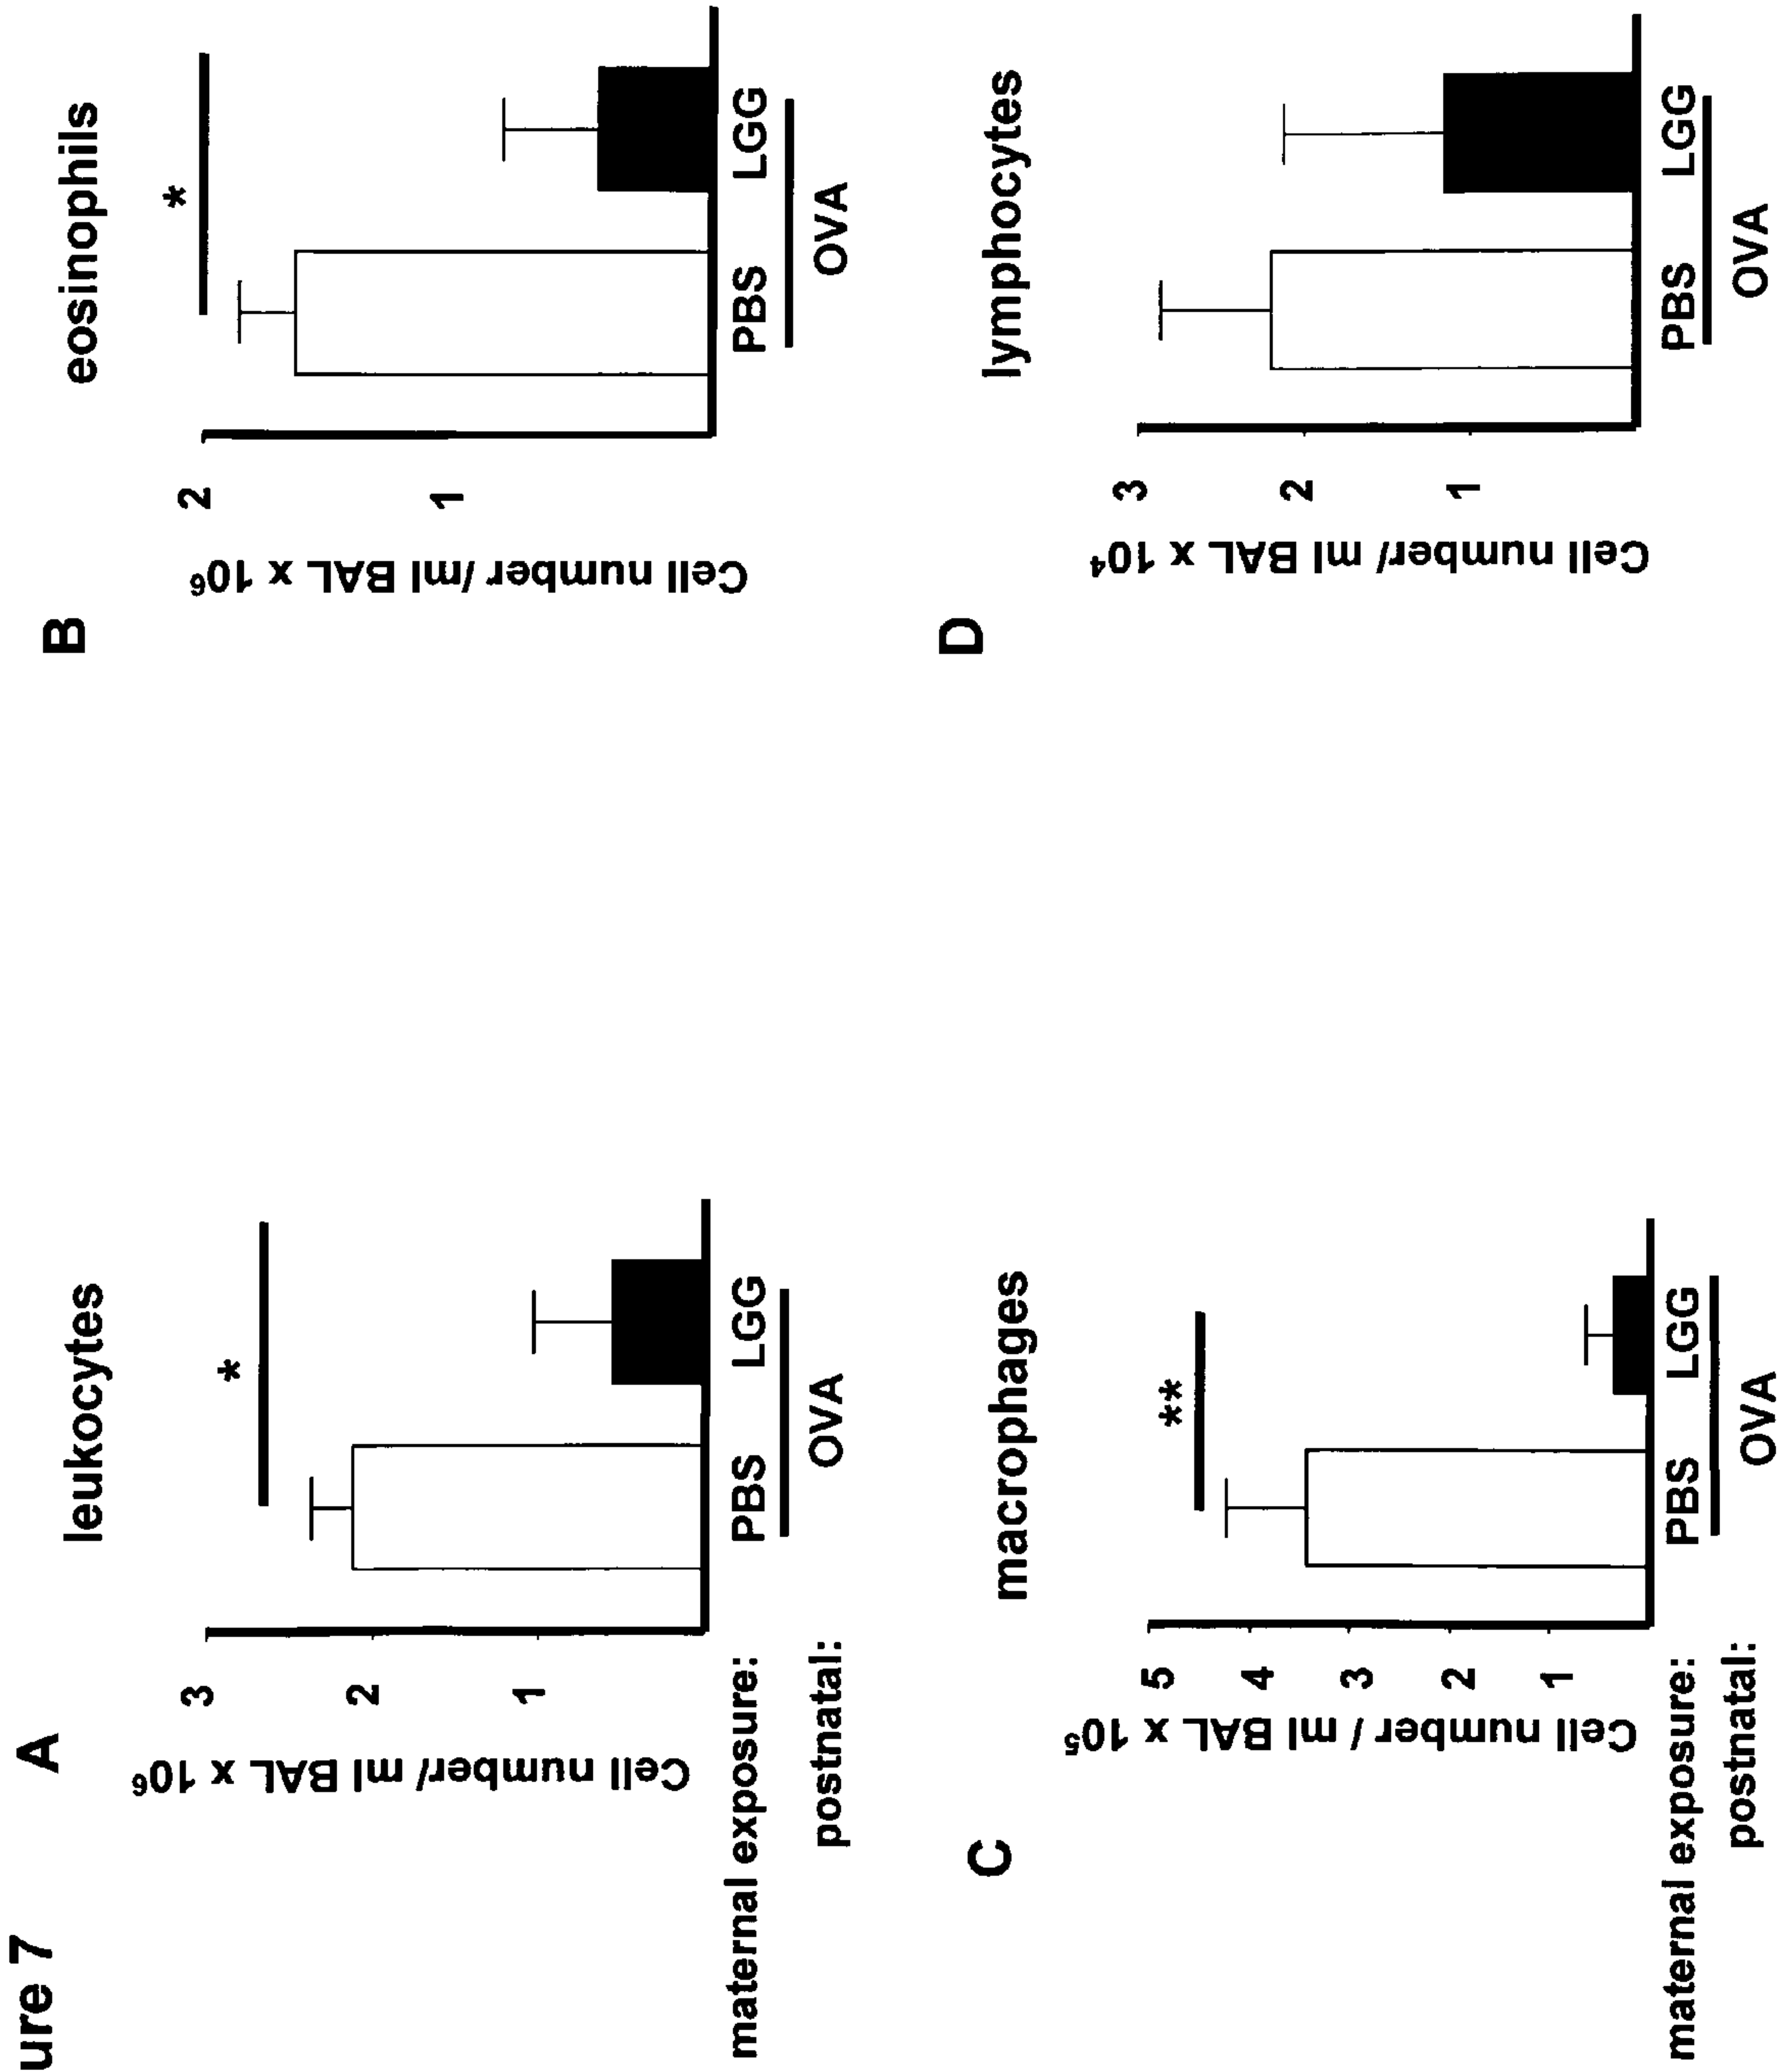 ure 7
A
leukocytes
*
Cell number/ ml BAL x 10⁶
3
2
1
maternal exposure: PBS LGG
postnatal: OVA
B
eosinophils
*
Cell number/ ml BAL x 10⁶
2
1
PBS LGG
OVA
C
macrophages
**
Cell number / ml BAL x 10⁵
5
4
3
2
1
maternal exposure: PBS LGG
postnatal: OVA
D
lymphocytes
Cell number/ ml BAL x 10⁴
3
2
1
PBS LGG
OVA